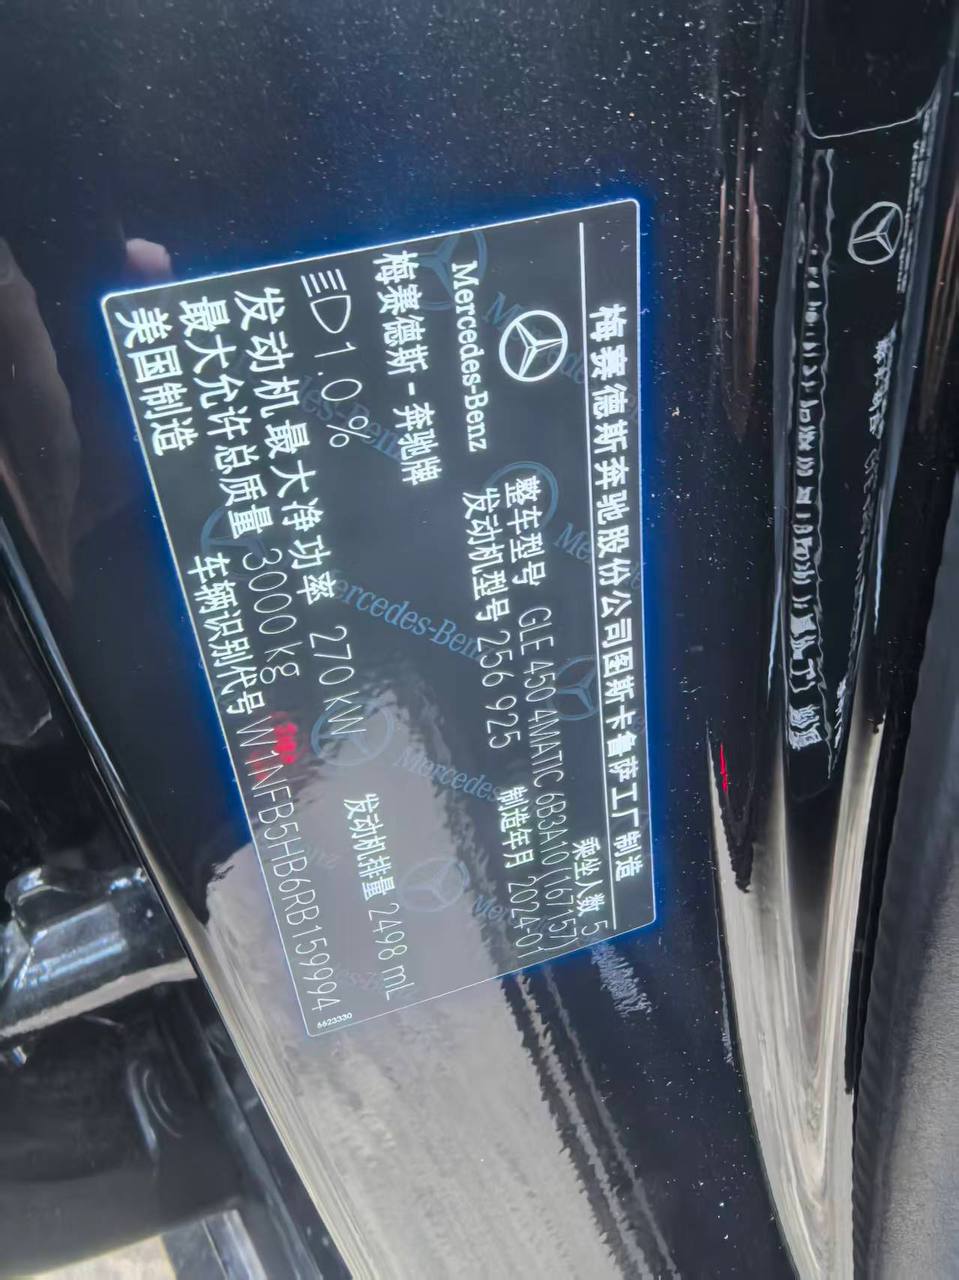 梅赛德斯奔驰股份公司图斯卡鲁萨工厂制造
乘坐人数 5
整车型号 GLE 450 4MATIC 6B3A10 (167157)
发动机型号 256 925
制造年月 2024-01
Mercedes-Benz
梅赛德斯-奔驰牌
1.0 %
发动机最大净功率 270 kW
发动机排量 2498 mL
最大允许总质量 3000 kg
车辆识别代号 W1NFB5HB6RB159994
美国制造
6623330